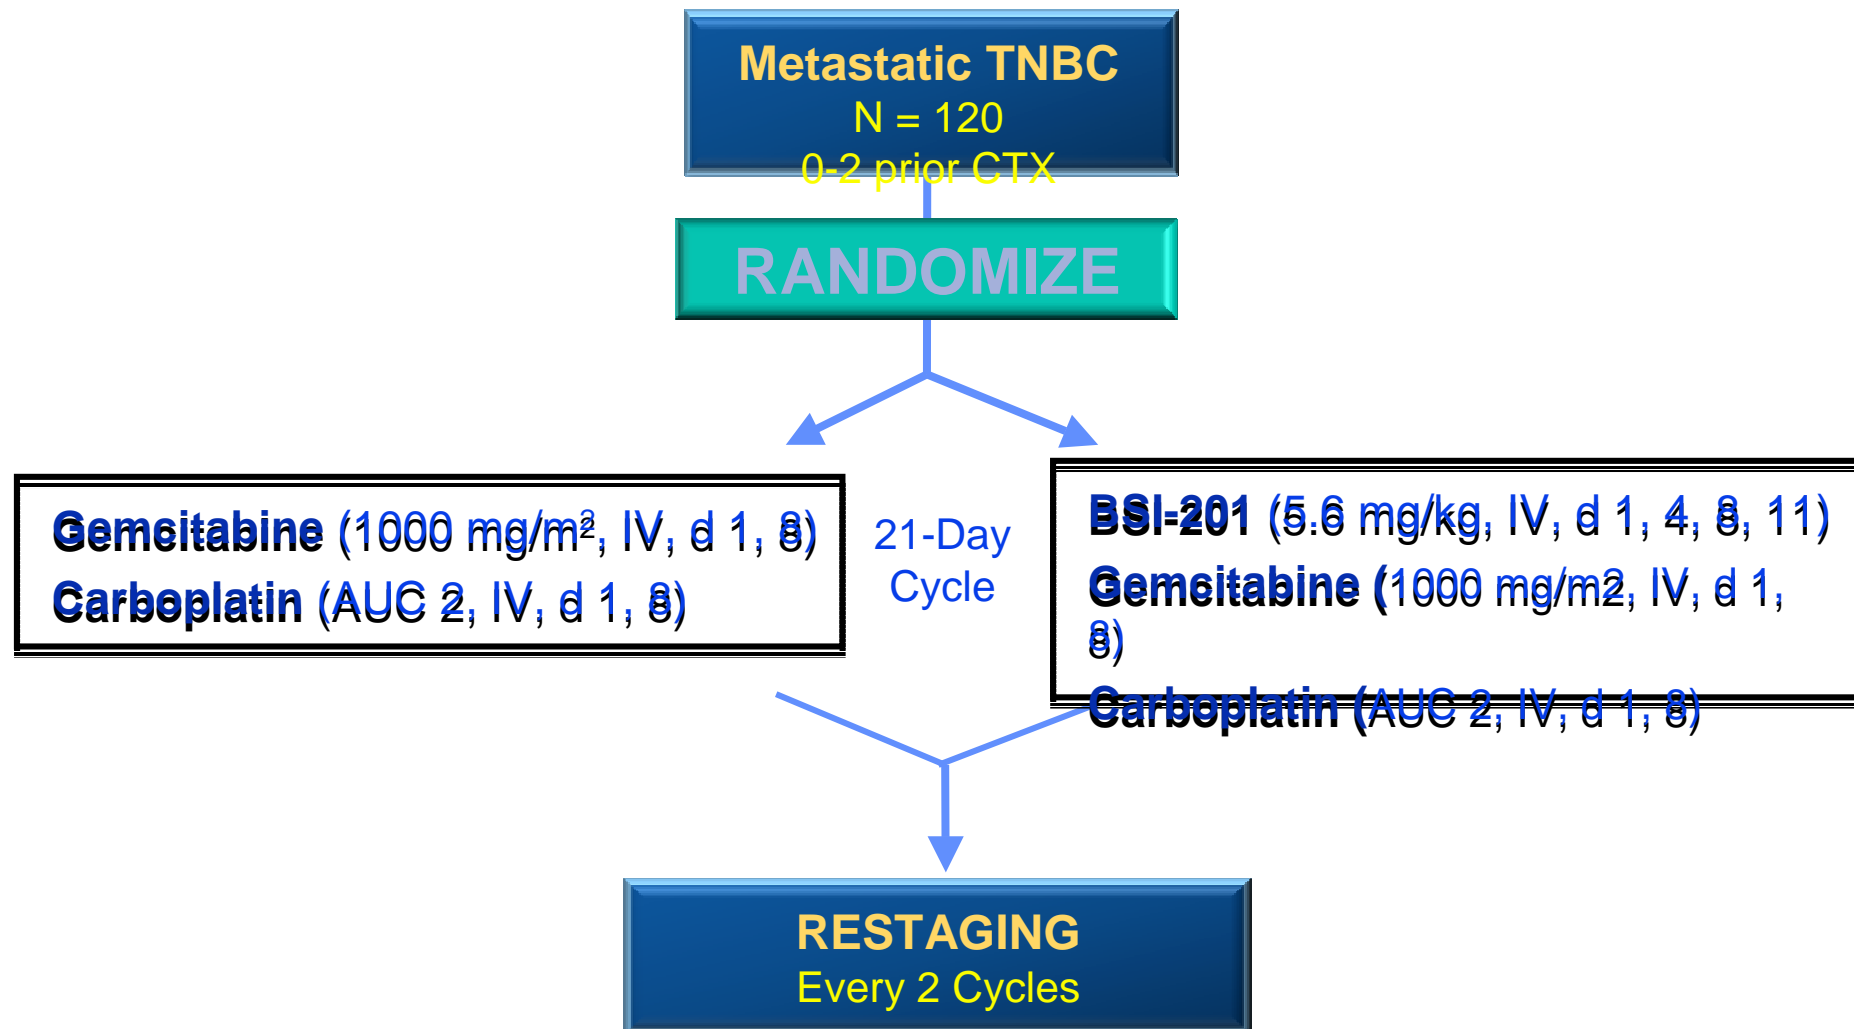 Metastatic TNBC
N = 120
0-2 prior CTX
RANDOMIZE
Gemcitabine (1000 mg/m², IV, d 1, 8)
Carboplatin (AUC 2, IV, d 1, 8)
21-Day
Cycle
BSI-201 (5.6 mg/kg, IV, d 1, 4, 8, 11)
Gemcitabine (1000 mg/m2, IV, d 1,
8)
Carboplatin (AUC 2, IV, d 1, 8)
RESTAGING
Every 2 Cycles